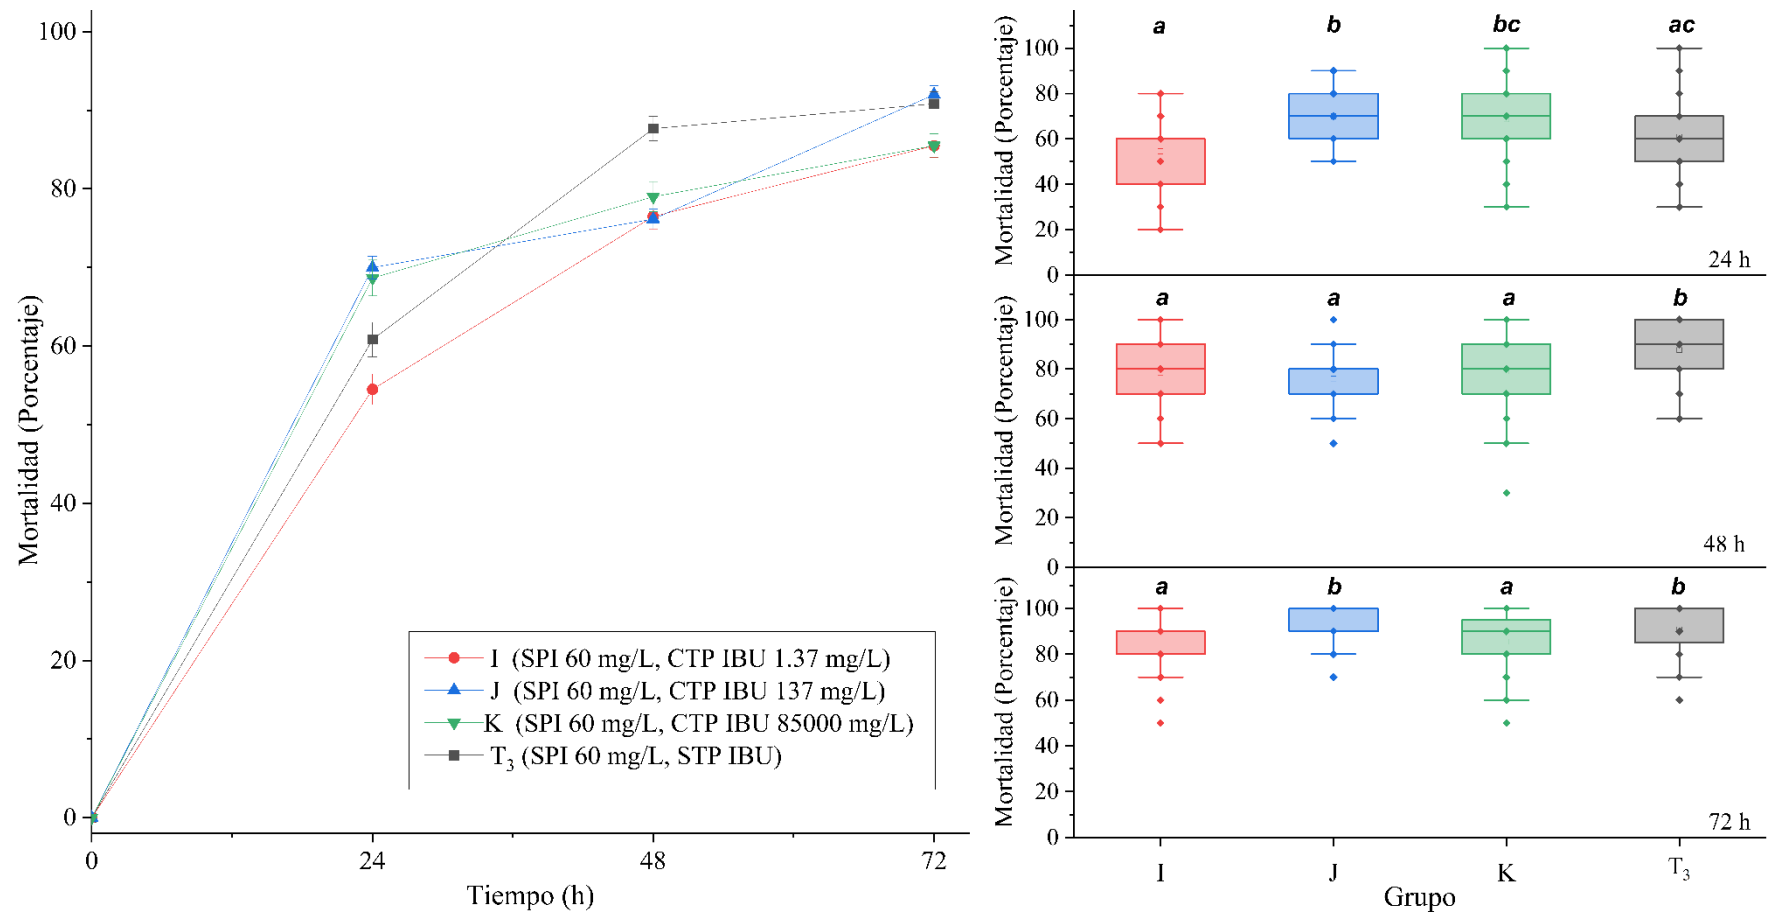 100
80
60
40
20
0
Mortalidad (Porcentaje)
0 24 48 72
Tiempo (h)
I (SPI 60 mg/L, CTP IBU 1.37 mg/L)
J (SPI 60 mg/L, CTP IBU 137 mg/L)
K (SPI 60 mg/L, CTP IBU 85000 mg/L)
T3 (SPI 60 mg/L, STP IBU)
a b bc ac
100
80
60
40
20
0
Mortalidad (Porcentaje)
24 h
a a a b
100
80
60
40
20
0
Mortalidad (Porcentaje)
48 h
a b a b
100
80
60
40
20
0
Mortalidad (Porcentaje)
72 h
I J K T3
Grupo